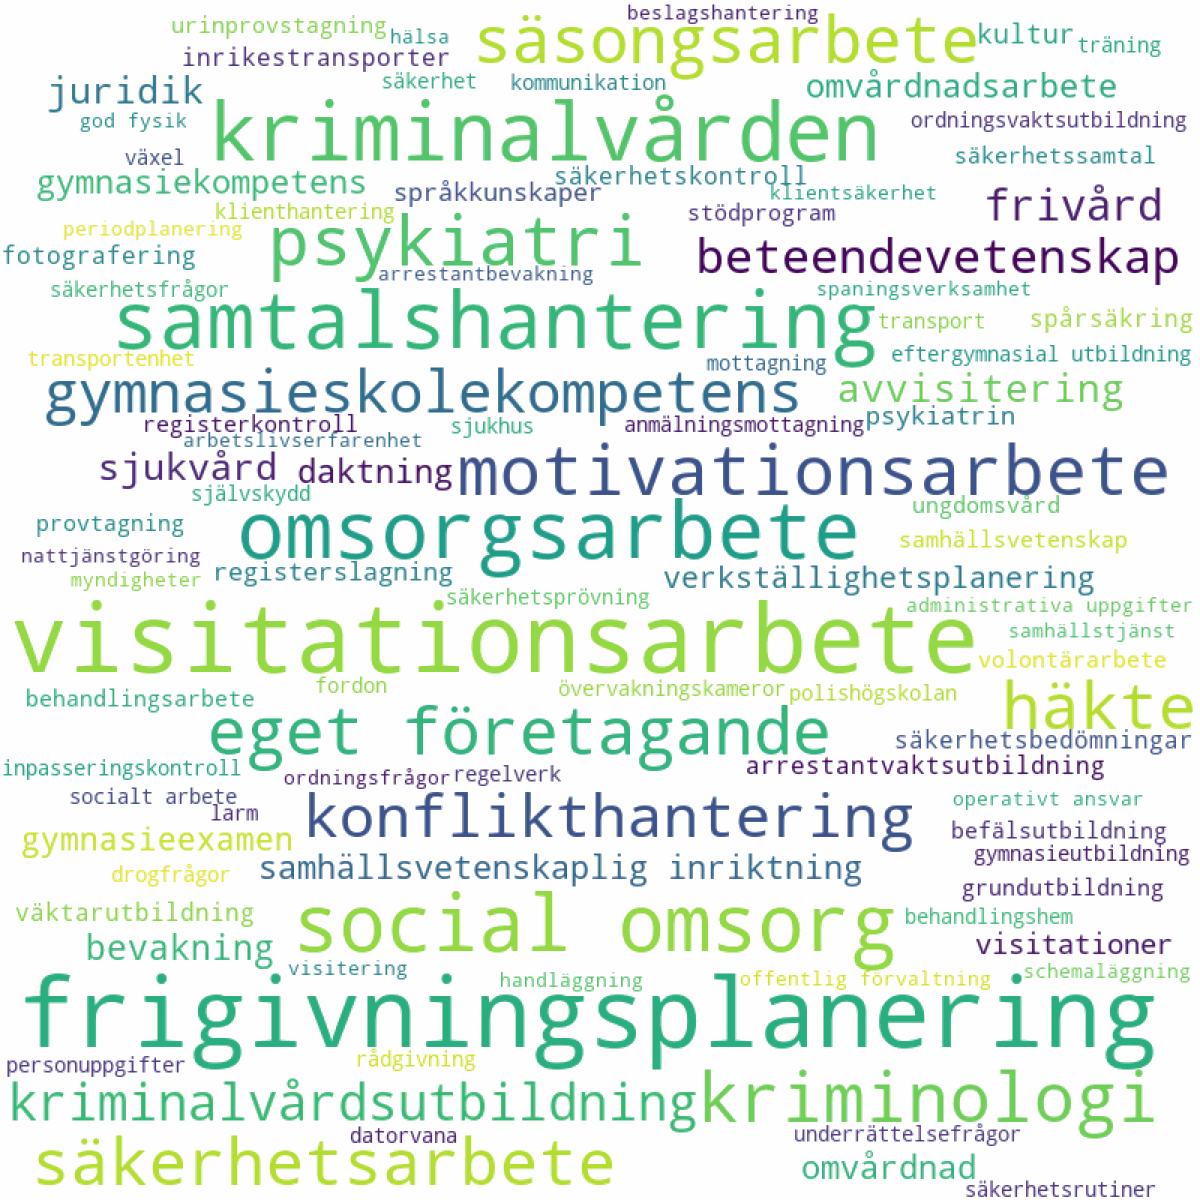 beslagshantering
urinprovstagning
hälsa
säsongsarbete
kultur
träning
inrikestransporter
säkerhet
kommunikation
omvårdnadsarbete
juridik
god fysik
kriminalvården
ordningsvaktsutbildning
växel
säkerhetssamtal
gymnasiekompetens
säkerhetskontroll
språkkunskaper
klientsäkerhet
klienthantering
stödprogram
frivård
periodplanering
psykiatri
beteendevetenskap
fotografering
arrestantbevakning
säkerhetsfrågor
spaningsverksamhet
samtalshantering
transport
spårsäkring
transportenhet
mottagning
eftergymnasial utbildning
gymnasieskolekompetens
avvisitering
registerkontroll
sjukhus
anmälningsmottagning
psykiatrin
arbetslivserfarenhet
sjukvård
daktning
motivationsarbete
självskydd
ungdomsvård
provtagning
omsorgsarbete
samhällsvetenskap
nattjänstgöring
myndigheter
registerslagning
verkställighetsplanering
säkerhetsprövning
administrativa uppgifter
visitationsarbete
samhällstjänst
volontärarbete
behandlingsarbete
fordon
övervakningskameror
polishögskolan
häkte
eget företagande
säkerhetsbedömningar
inpasseringskontroll
ordningsfrågor
regelverk
arrestantvaktsutbildning
socialt arbete
larm
konflikthantering
operativt ansvar
gymnasieexamen
befälsutbildning
gymnasieutbildning
drogfrågor
samhällsvetenskaplig inriktning
grundutbildning
väktarutbildning
social omsorg
behandlingshem
bevakning
visitationer
visitering
handläggning
offentlig förvaltning
schemaläggning
frigivningsplanering
personuppgifter
rådgivning
kriminalvårdsutbildning
kriminologi
datorvana
underrättelsefrågor
säkerhetsarbete
omvårdnad
säkerhetsrutiner